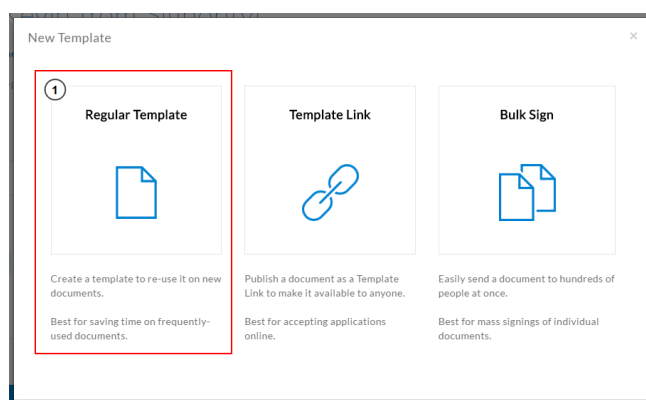 New Template
×
1
Regular Template
Template Link
Bulk Sign
Create a template to re-use it on new
documents.
Best for saving time on frequently-
used documents.
Publish a document as a Template
Link to make it available to anyone.
Best for accepting applications
online.
Easily send a document to hundreds of
people at once.
Best for mass signings of individual
documents.